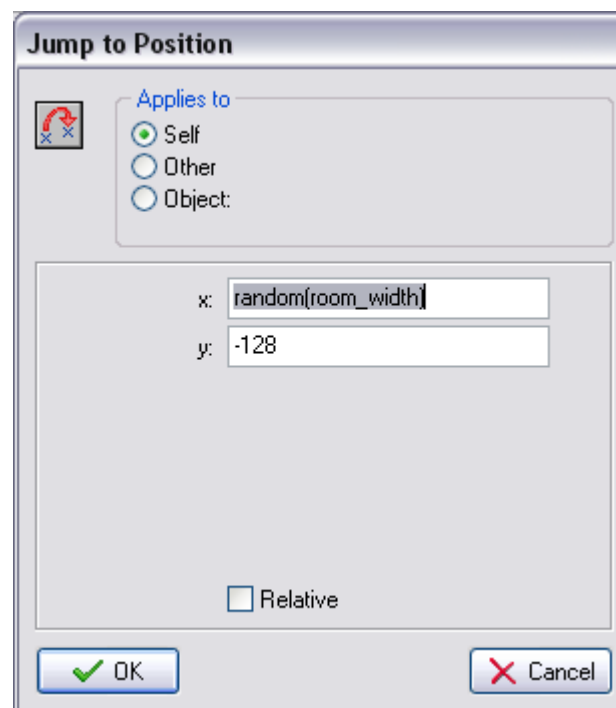 Jump to Position
Applies to
Self
Other
Object:
x: random(room_width)
y: -128
Relative
OK
Cancel